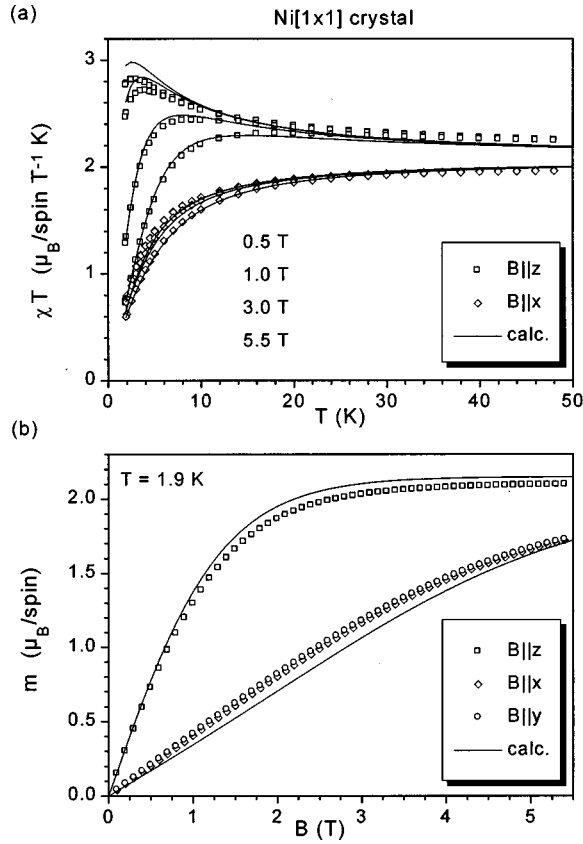 (a)
Ni[1x1] crystal
χT (μB/spin T⁻¹ K)
3
2
1
0
0.5 T
1.0 T
3.0 T
5.5 T
B||z
B||x
calc.
0 10 20 30 40 50
T (K)
(b)
T = 1.9 K
m (μB/spin)
2.0
1.5
1.0
0.5
0.0
B||z
B||x
B||y
calc.
0 1 2 3 4 5
B (T)